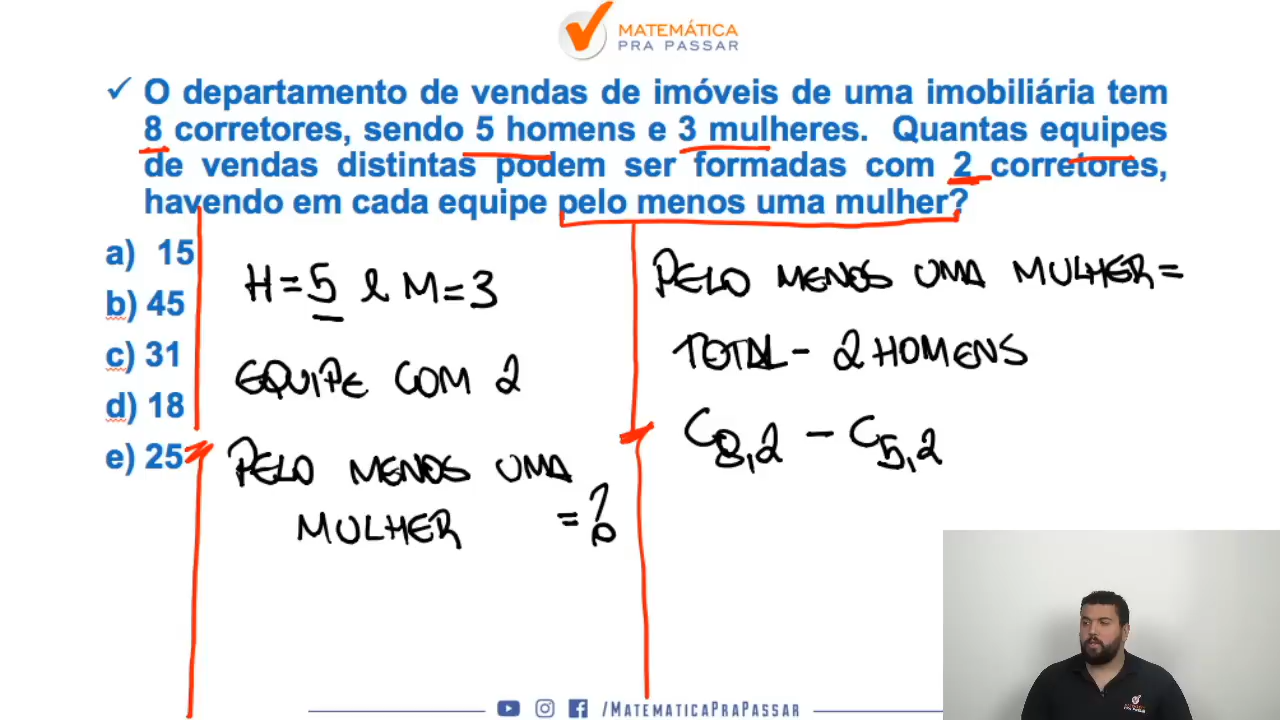 MATEMÁTICA
PRA PASSAR
✓ O departamento de vendas de imóveis de uma imobiliária tem
8 corretores, sendo 5 homens e 3 mulheres. Quantas equipes
de vendas distintas podem ser formadas com 2 corretores,
havendo em cada equipe pelo menos uma mulher?
a) 15
b) 45
c) 31
d) 18
e) 25
H = 5 & M = 3
EQUIPE COM 2
PELO MENOS UMA
MULHER = ?
PELO MENOS UMA MULHER =
TOTAL - 2 HOMENS
C8,2 - C5,2
/MATEMATICAPRAPASSAR